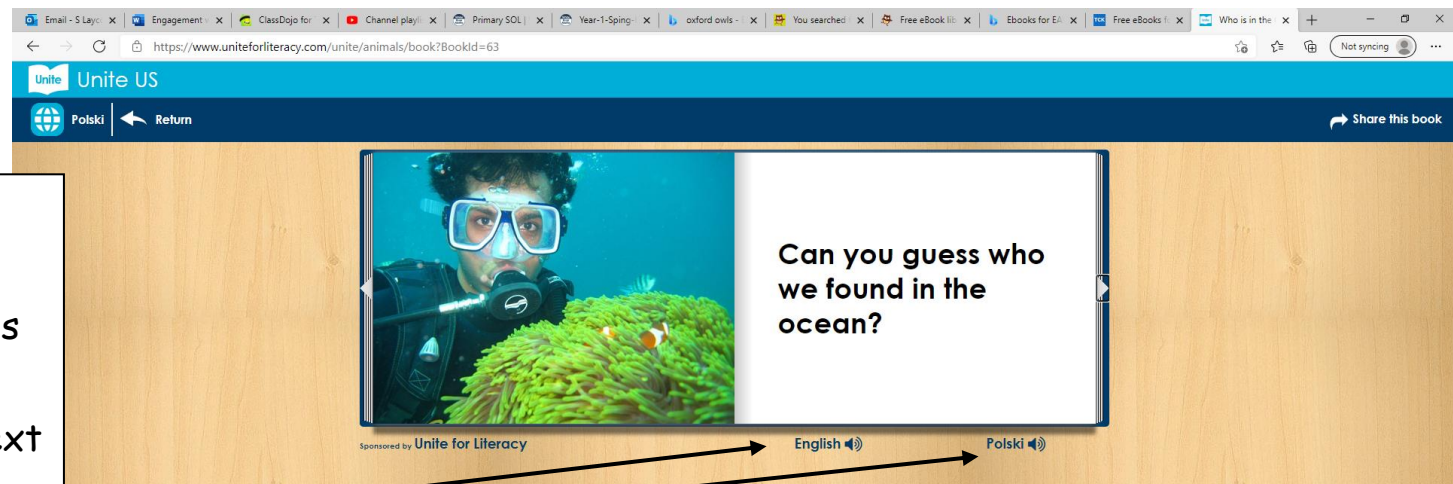 Email - S Layc
Engagement
ClassDojo for
Channel playli
Primary SOL |
Year-1-Sping-
oxford owls -
You searched
Free eBook lib
Ebooks for EA
Free eBooks f
Who is in the
https://www.uniteforliteracy.com/unite/animals/book?BookId=63
Not syncing
Unite Unite US
Polski Return
Share this book
Can you guess who
we found in the
ocean?
s
xt
Sponsored by Unite for Literacy
English Polski